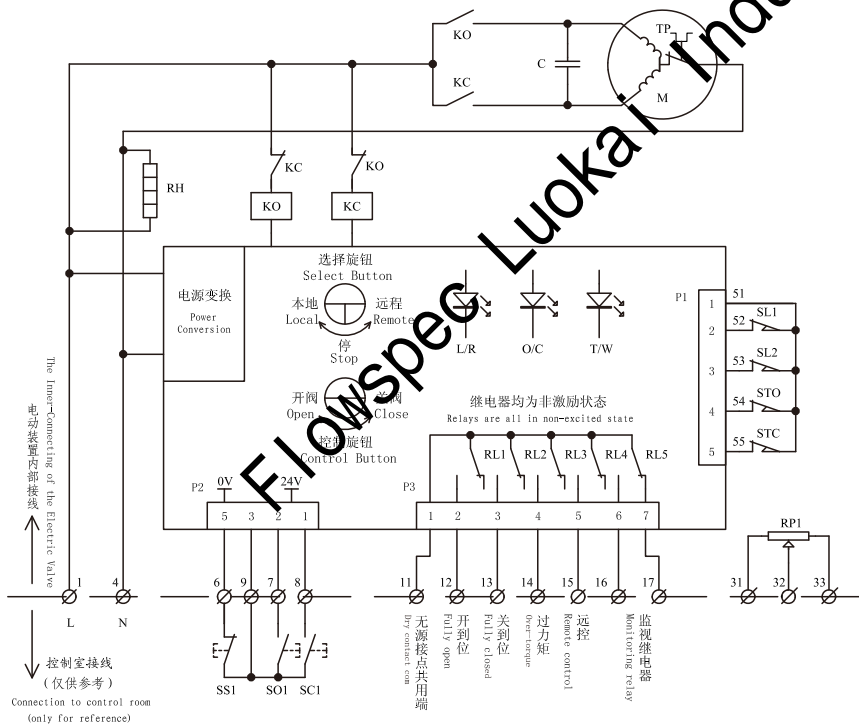 KO
TP
C
KC
M
KC
KO
RH
KO
KC
选择旋钮
Select Button
电源变换
Power
Conversion
本地
Local
远程
Remote
停
Stop
L/R
O/C
T/W
P1
1
2
3
4
5
51
52
53
54
55
SL1
SL2
STO
STC
开阀
Open
关阀
Close
控制旋钮
Control Button
继电器均为非激励状态
Relays are all in non-excited state
RL1
RL2
RL3
RL4
RL5
The Inner-Connecting of the Electric Valve
电动装置内部接线
P2
0V
24V
5
3
2
1
P3
1
2
3
4
5
6
7
RP1
1
4
6
9
7
8
11
12
13
14
15
16
17
31
32
33
L
N
SS1
SO1
SC1
无源接点共用端
Dry contact com
开到位
Fully open
关到位
Fully closed
过力矩
Over-torque
远控
Remote control
监视继电器
Monitoring relay
控制室接线
(仅供参考)
Connection to control room
(only for reference)
Flowspec Luokai Indu